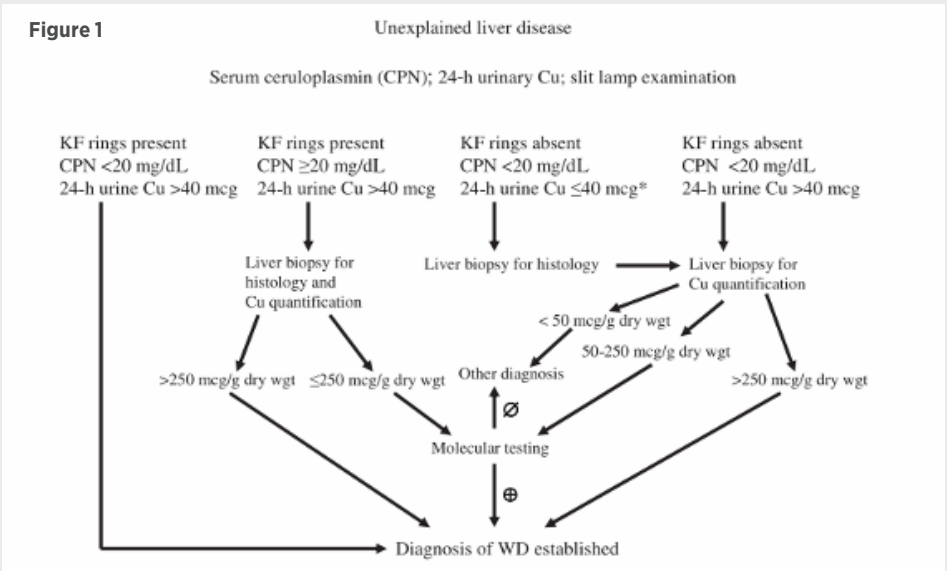 Figure 1
Unexplained liver disease
Serum ceruloplasmin (CPN); 24-h urinary Cu; slit lamp examination
KF rings present
CPN <20 mg/dL
24-h urine Cu >40 mcg
KF rings present
CPN ≥20 mg/dL
24-h urine Cu >40 mcg
KF rings absent
CPN <20 mg/dL
24-h urine Cu ≤40 mcg*
KF rings absent
CPN <20 mg/dL
24-h urine Cu >40 mcg
Liver biopsy for
histology and
Cu quantification
Liver biopsy for histology
Liver biopsy for
Cu quantification
< 50 mcg/g dry wgt
50-250 mcg/g dry wgt
>250 mcg/g dry wgt
≤250 mcg/g dry wgt
Other diagnosis
>250 mcg/g dry wgt
Ø
Molecular testing
⊕
Diagnosis of WD established